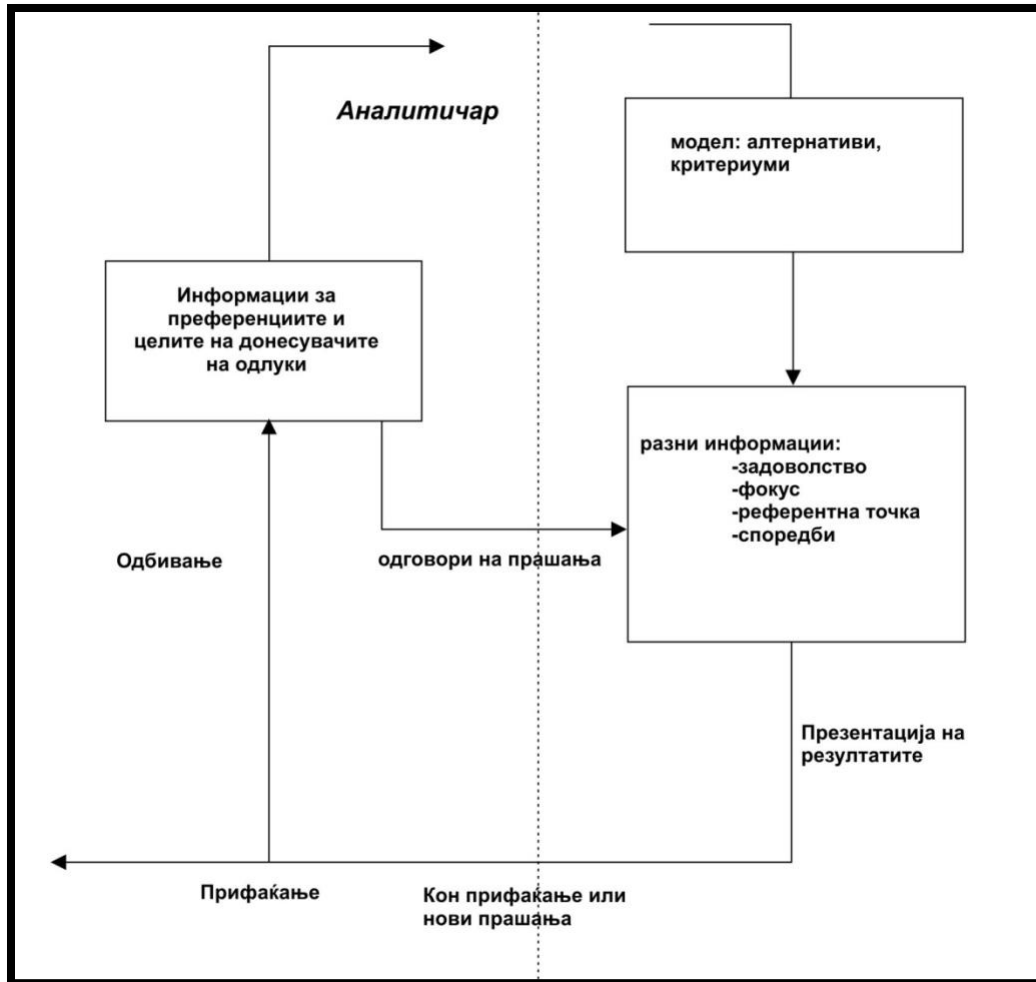 Аналитичар
модел: алтернативи,
критериуми
Информации за
преференциите и
целите на донесувачите
на одлуки
разни информации:
-задоволство
-фокус
-референтна точка
-споредби
Одбивање
одговори на прашања
Презентација на
резултатите
Прифаќање
Кон прифаќање или
нови прашања